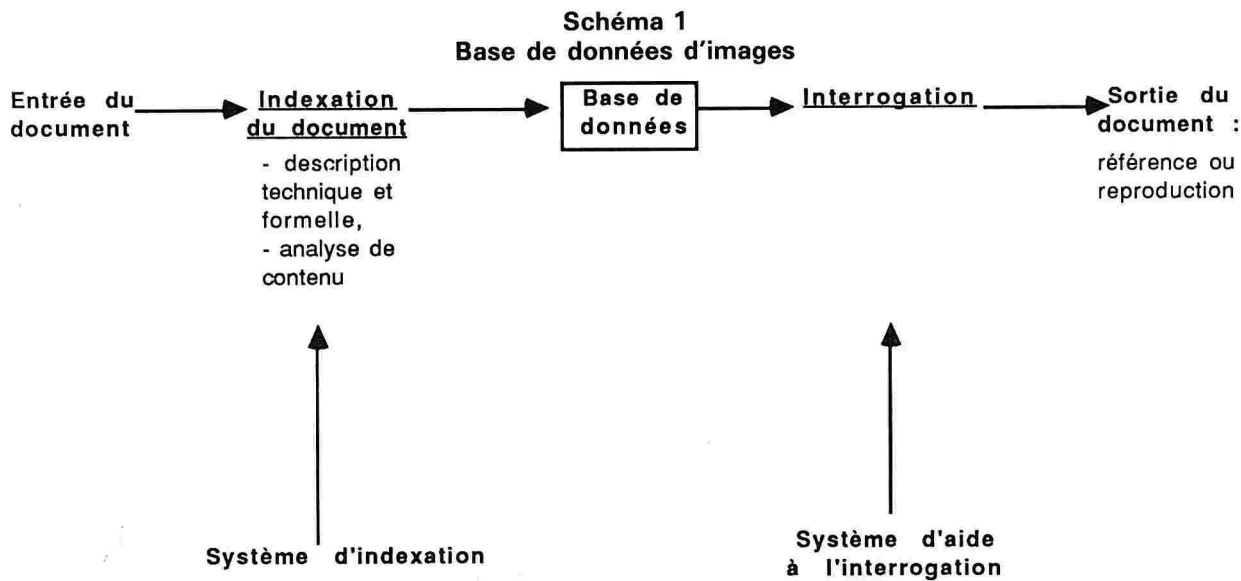 Schéma 1
Base de données d'images
Entrée du
document
Indexation
du document
- description
technique et
formelle,
- analyse de
contenu
Base de
données
Interrogation
Sortie du
document :
référence ou
reproduction
Système d'indexation
Système d'aide
à l'interrogation